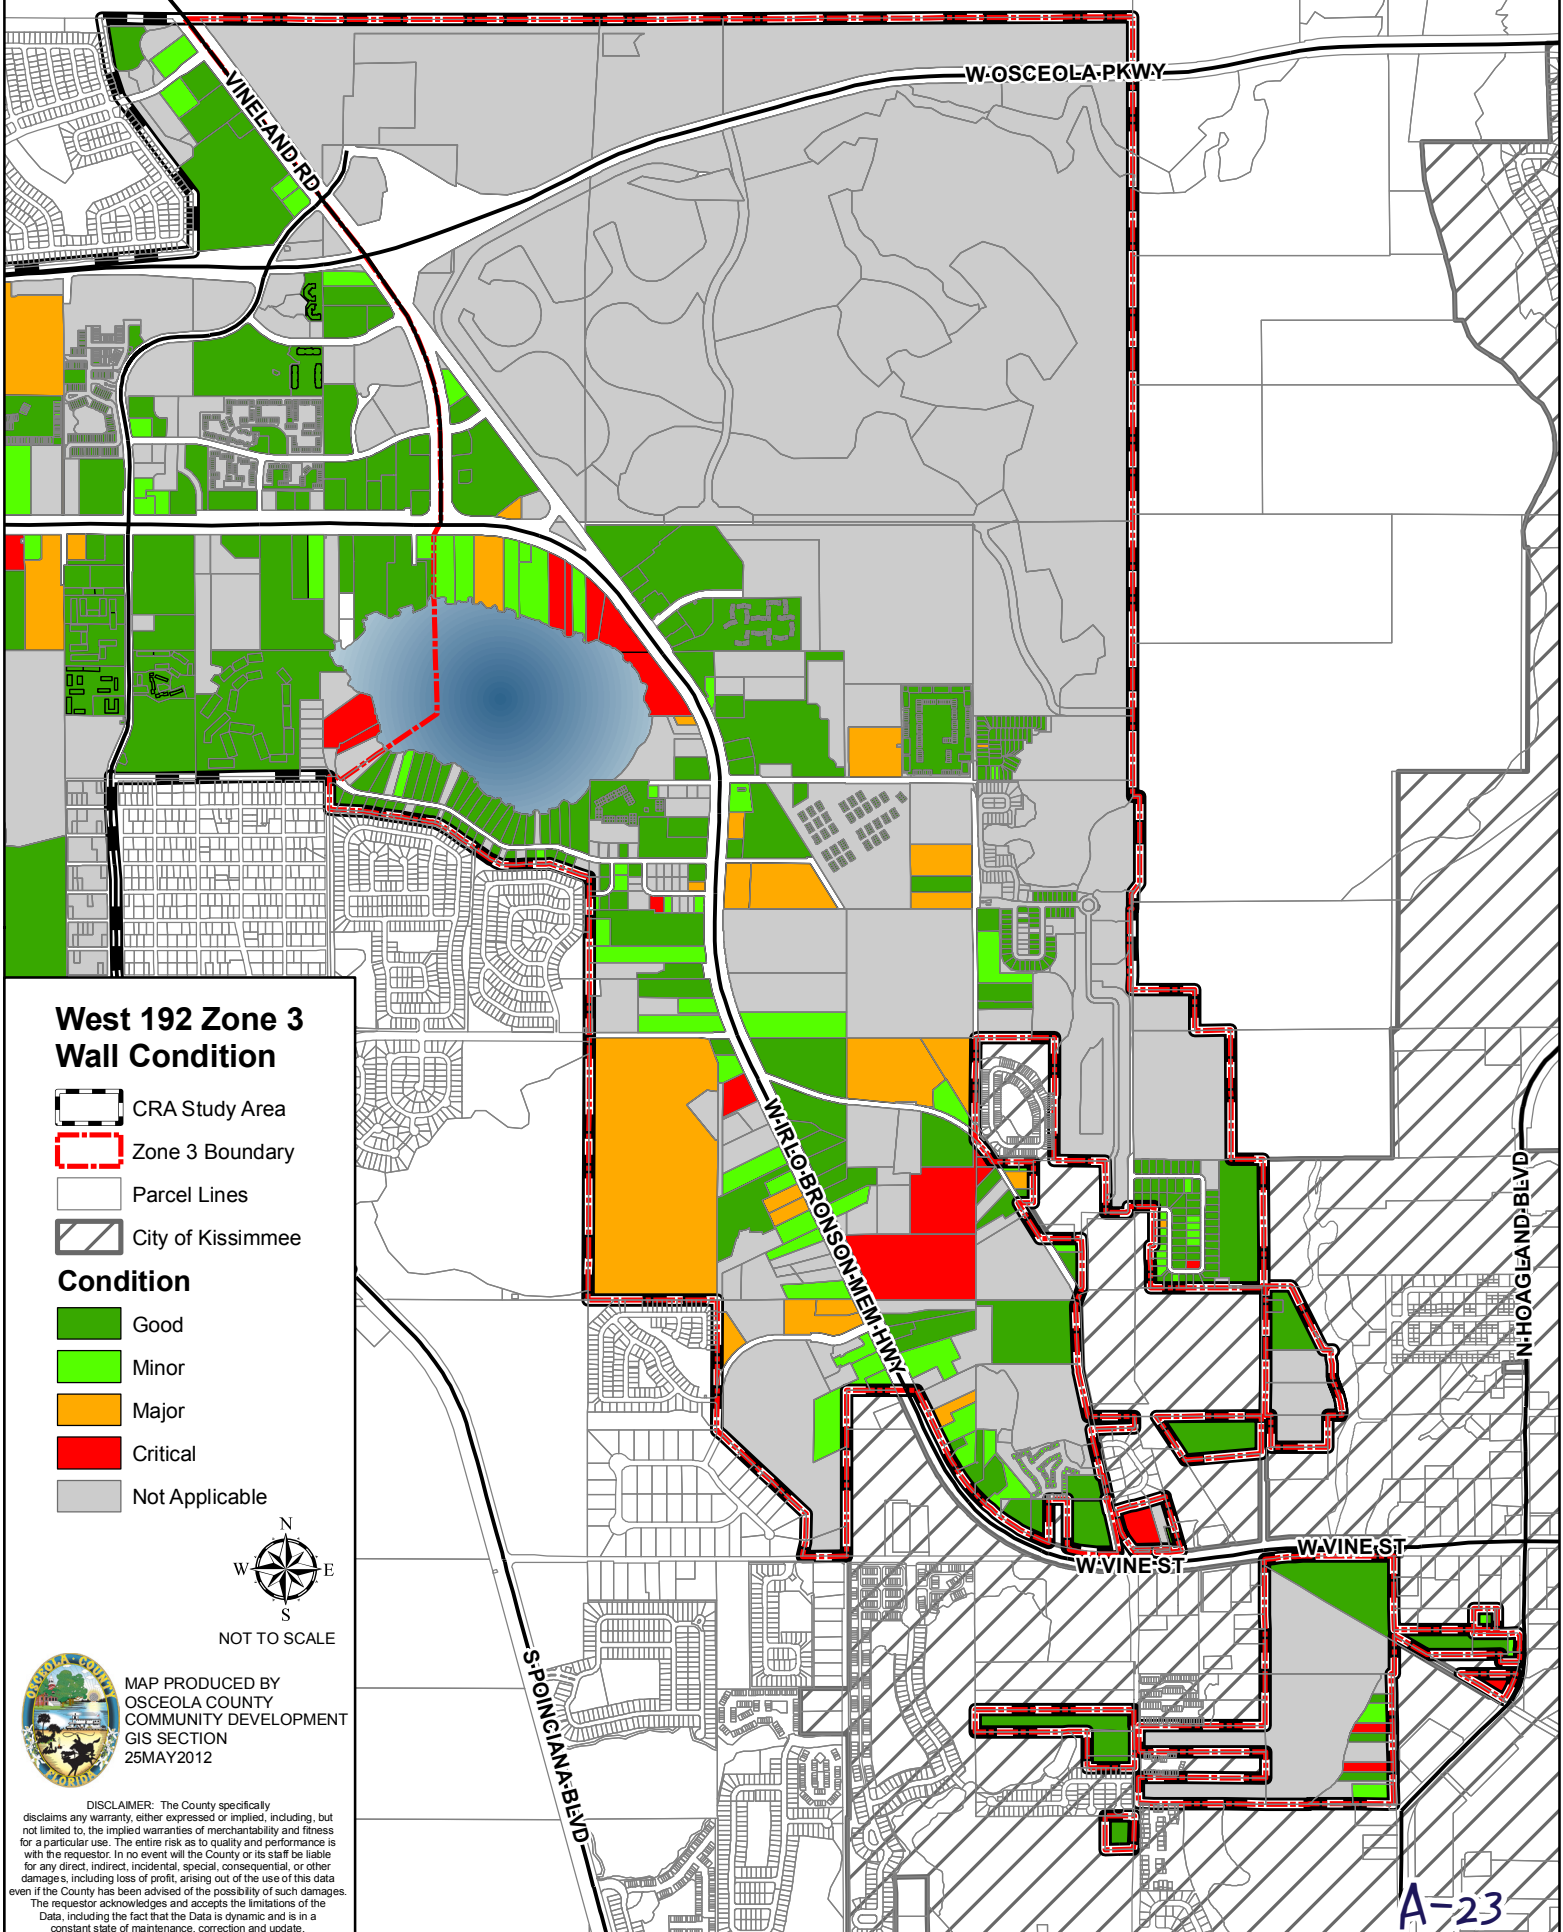 W OSCEOLA PKWY
VINELAND RD
W IRLO BRONSON MEM HWY
N HOAGLAND BLVD
W VINE ST
W VINE ST
S POINCIANA BLVD
West 192 Zone 3
Wall Condition
CRA Study Area
Zone 3 Boundary
Parcel Lines
City of Kissimmee
Condition
Good
Minor
Major
Critical
Not Applicable
N
W E
S
NOT TO SCALE
OSCEOLA COUNTY
FLORIDA
MAP PRODUCED BY
OSCEOLA COUNTY
COMMUNITY DEVELOPMENT
GIS SECTION
25MAY2012
DISCLAIMER: The County specifically
disclaims any warranty, either expressed or implied, including, but
not limited to, the implied warranties of merchantability and fitness
for a particular use. The entire risk as to quality and performance is
with the requestor. In no event will the County or its staff be liable
for any direct, indirect, incidental, special, consequential, or other
damages, including loss of profit, arising out of the use of this data
even if the County has been advised of the possibility of such damages.
The requestor acknowledges and accepts the limitations of the
Data, including the fact that the Data is dynamic and is in a
constant state of maintenance, correction and update.
A-23